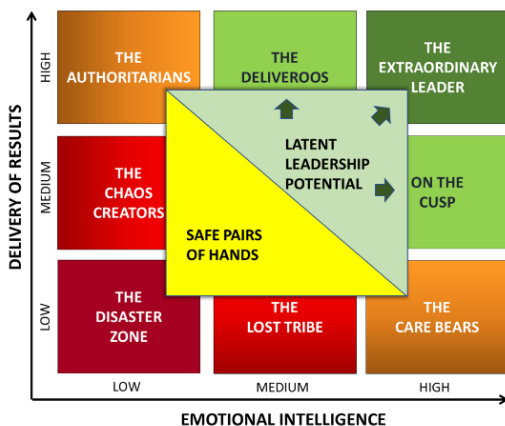 DELIVERY OF RESULTS
HIGH
MEDIUM
LOW
THE
AUTHORITARIANS
THE
DELIVEROOS
THE
EXTRAORDINARY
LEADER
THE
CHAOS
CREATORS
LATENT
LEADERSHIP
POTENTIAL
ON THE
CUSP
SAFE PAIRS
OF HANDS
THE
DISASTER
ZONE
THE
LOST TRIBE
THE
CARE BEARS
LOW
MEDIUM
HIGH
EMOTIONAL INTELLIGENCE